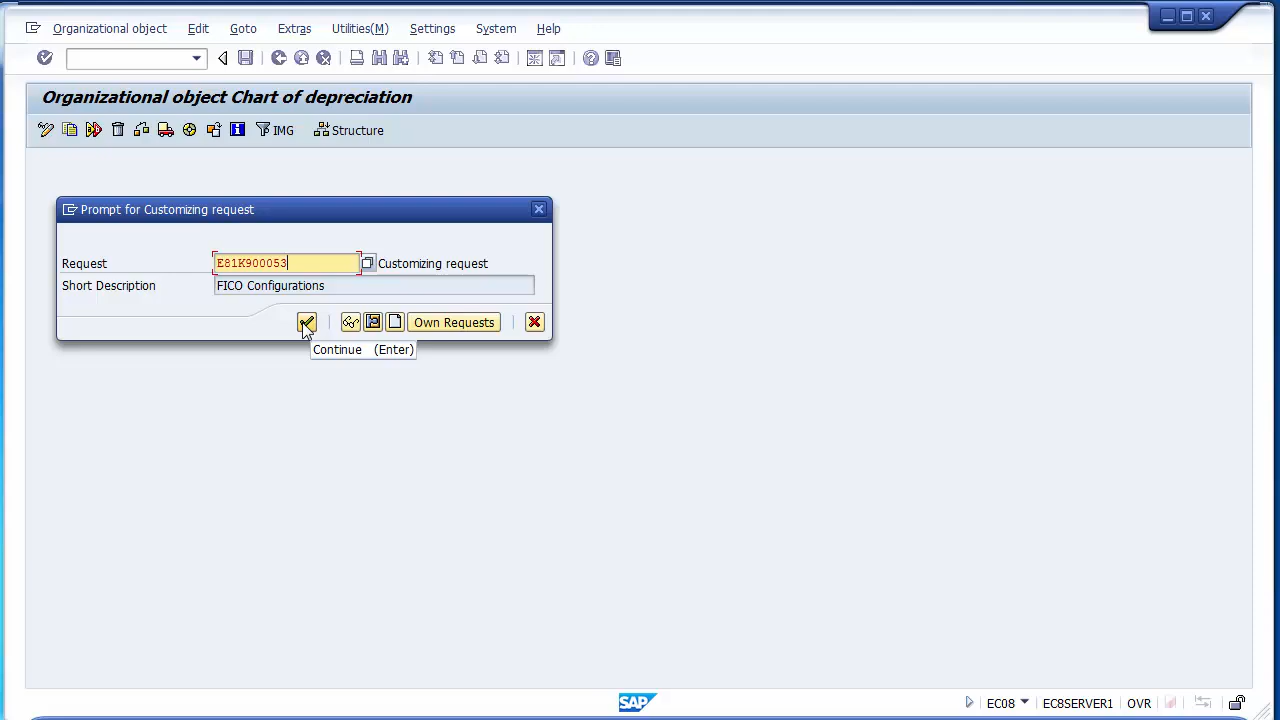 Organizational object Edit Goto Extras Utilities(M) Settings System Help
Organizational object Chart of depreciation
IMG Structure
Prompt for Customizing request
Request E81K900053 Customizing request
Short Description FICO Configurations
Own Requests
Continue (Enter)
SAP EC08 EC8SERVER1 OVR